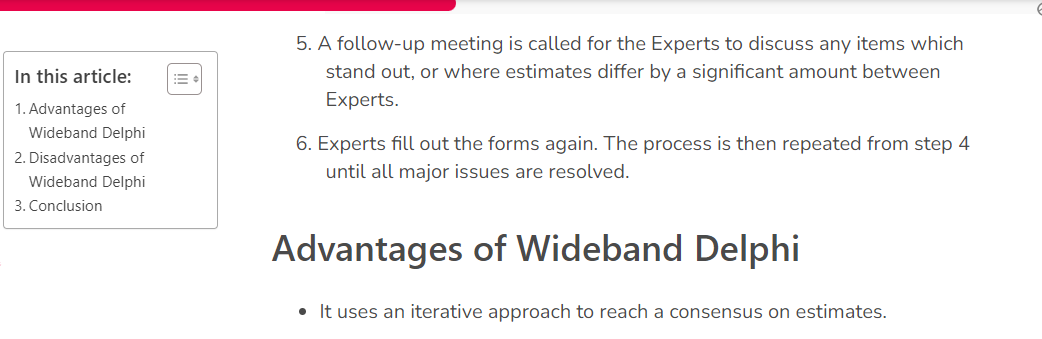 In this article:
1. Advantages of
Wideband Delphi
2. Disadvantages of
Wideband Delphi
3. Conclusion
5. A follow-up meeting is called for the Experts to discuss any items which
stand out, or where estimates differ by a significant amount between
Experts.
6. Experts fill out the forms again. The process is then repeated from step 4
until all major issues are resolved.
Advantages of Wideband Delphi
• It uses an iterative approach to reach a consensus on estimates.